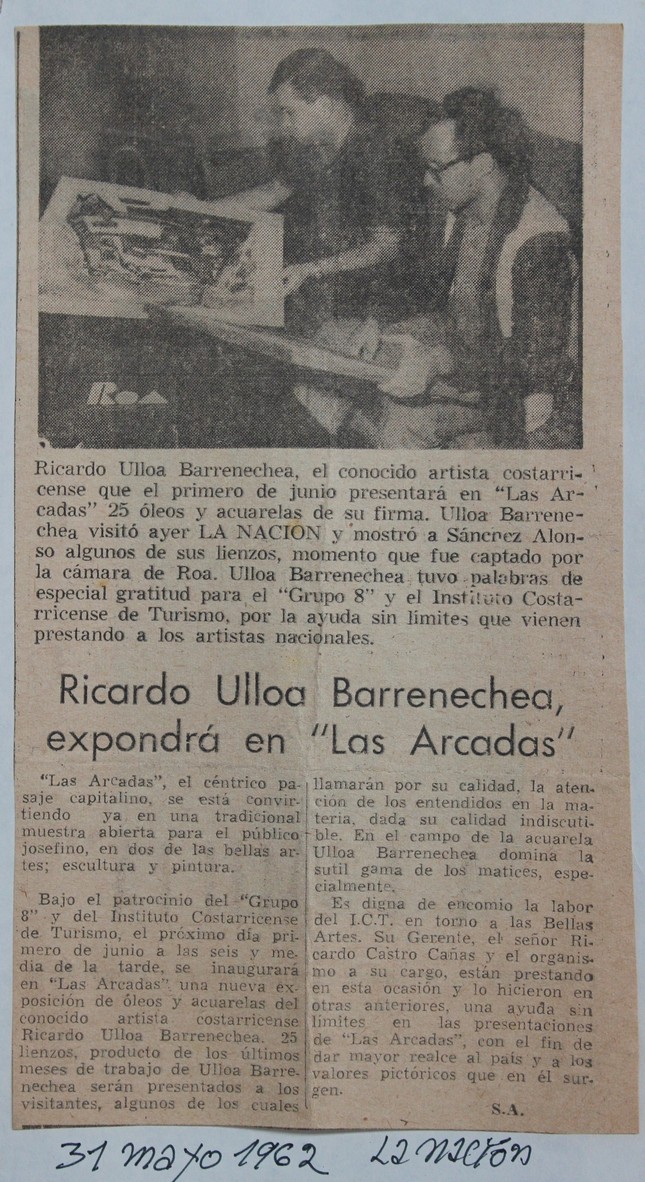 Roa
Ricardo Ulloa Barrenechea, el conocido artista costarri-
cense que el primero de junio presentará en "Las Ar-
cadas" 25 óleos y acuarelas de su firma. Ulloa Barrene-
chea visitó ayer LA NACION y mostró a Sánchez Alon-
so algunos de sus lienzos, momento que fue captado por
la cámara de Roa. Ulloa Barrenechea tuvo palabras de
especial gratitud para el "Grupo 8" y el Instituto Costa-
rricense de Turismo, por la ayuda sin límites que vienen
prestando a los artistas nacionales.
Ricardo Ulloa Barrenechea,
expondrá en "Las Arcadas"
"Las Arcadas", el céntrico pa-
saje capitalino, se está convir-
tiendo ya en una tradicional
muestra abierta para el público
josefino, en dos de las bellas ar-
tes; escultura y pintura.
Bajo el patrocinio del "Grupo
8" y del Instituto Costarricense
de Turismo, el próximo día pri-
mero de junio a las seis y me-
dia de la tarde, se inaugurará
en "Las Arcadas" una nueva ex-
posición de óleos y acuarelas del
conocido artista costarricense
Ricardo Ulloa Barrenechea. 25
lienzos, producto de los últimos
meses de trabajo de Ulloa Barre-
nechea serán presentados a los
visitantes, algunos de los cuales
llamarán por su calidad, la aten-
ción de los entendidos en la ma-
teria, dada su calidad indiscuti-
ble. En el campo de la acuarela
Ulloa Barrenechea domina la
sutil gama de los matices, espe-
cialmente.
Es digna de encomio la labor
del I.C.T. en torno a las Bellas
Artes. Su Gerente, el señor Ri-
cardo Castro Cañas y el organis-
mo a su cargo, están prestando
en esta ocasión y lo hicieron en
otras anteriores, una ayuda sin
límites en las presentaciones
de "Las Arcadas", con el fin de
dar mayor realce al país y a los
valores pictóricos que en él sur-
gen.
S.A.
31 mayo 1962 La Nación